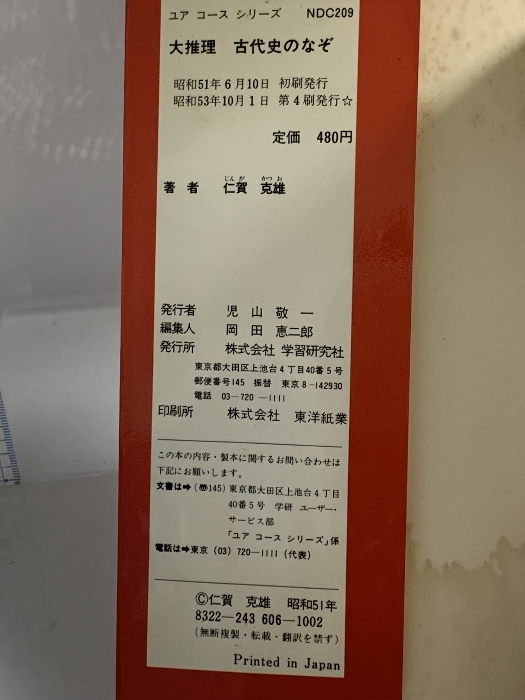 ユア コース シリーズ　NDC209
大推理　古代史のなぞ
昭和51年6月10日　初刷発行
昭和53年10月1日　第4刷発行☆
定価　480円
じんが　かつお
著者　仁賀　克雄
発行者　児山敬一
編集人　岡田恵二郎
発行所　株式会社 学習研究社
東京都大田区上池台4丁目40番5号
郵便番号145　振替　東京8-142930
電話　03-720-1111
印刷所　株式会社　東洋紙業
この本の内容・製本に関するお問い合わせは
下記にお願いします。
文書は➡(〠145) 東京都大田区上池台4丁目
40番5号　学研　ユーザー・
サービス部
「ユア コース シリーズ」係
電話は➡東京 (03) 720-1111 (代表)
©仁賀　克雄　昭和51年
8322-243 606-1002
(無断複製・転載・翻訳を禁ず)
Printed in Japan